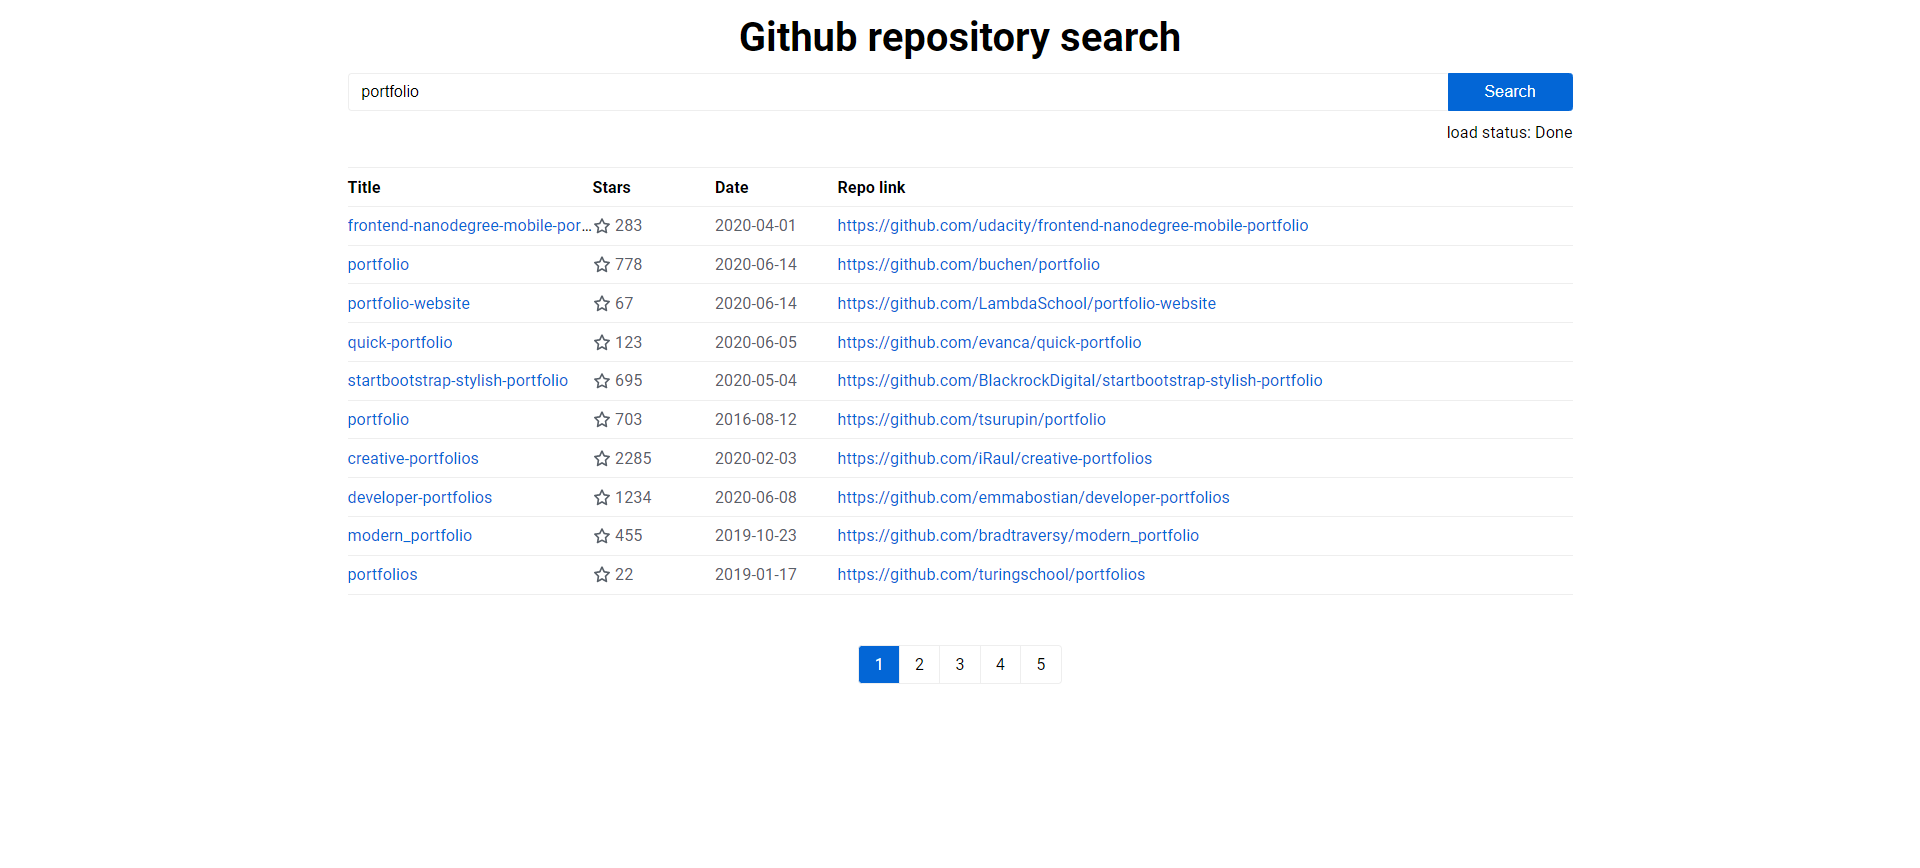 Github repository search
portfolio Search
load status: Done
Title Stars Date Repo link
frontend-nanodegree-mobile-por... 283 2020-04-01 https://github.com/udacity/frontend-nanodegree-mobile-portfolio
portfolio 778 2020-06-14 https://github.com/buchen/portfolio
portfolio-website 67 2020-06-14 https://github.com/LambdaSchool/portfolio-website
quick-portfolio 123 2020-06-05 https://github.com/evanca/quick-portfolio
startbootstrap-stylish-portfolio 695 2020-05-04 https://github.com/BlackrockDigital/startbootstrap-stylish-portfolio
portfolio 703 2016-08-12 https://github.com/tsurupin/portfolio
creative-portfolios 2285 2020-02-03 https://github.com/iRaul/creative-portfolios
developer-portfolios 1234 2020-06-08 https://github.com/emmabostian/developer-portfolios
modern_portfolio 455 2019-10-23 https://github.com/bradtraversy/modern_portfolio
portfolios 22 2019-01-17 https://github.com/turingschool/portfolios
1 2 3 4 5